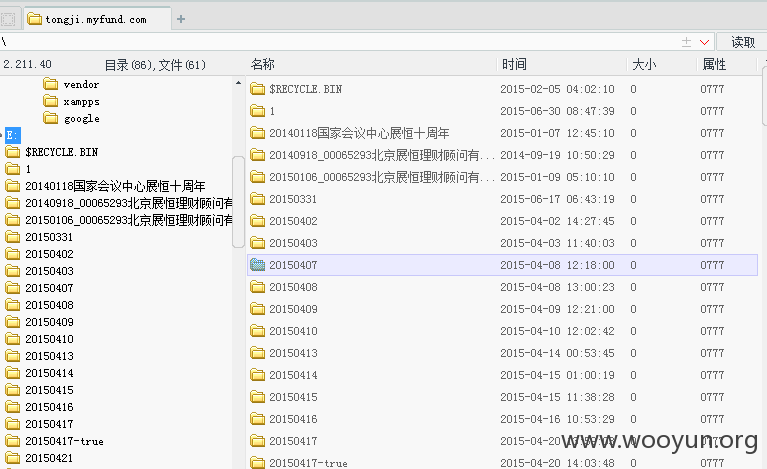 tongji.myfund.com +
\ 读取
2.211.40 目录(86),文件(61) 名称 时间 大小 属性
vendor
xampps
google
E:
$RECYCLE.BIN
1
20140118国家会议中心展恒十周年
20140918_00065293北京展恒理财顾问有
20150106_00065293北京展恒理财顾问有
20150331
20150402
20150403
20150407
20150408
20150409
20150410
20150413
20150414
20150415
20150416
20150417
20150417-true
20150421
$RECYCLE.BIN 2015-02-05 04:02:10 0 0777
1 2015-06-30 08:47:39 0 0777
20140118国家会议中心展恒十周年 2015-01-07 12:45:10 0 0777
20140918_00065293北京展恒理财顾问有... 2014-09-19 10:50:29 0 0777
20150106_00065293北京展恒理财顾问有... 2015-01-09 05:10:10 0 0777
20150331 2015-06-17 06:43:19 0 0777
20150402 2015-04-02 14:27:45 0 0777
20150403 2015-04-03 11:40:03 0 0777
20150407 2015-04-08 12:18:00 0 0777
20150408 2015-04-08 13:00:23 0 0777
20150409 2015-04-09 12:21:00 0 0777
20150410 2015-04-10 12:02:42 0 0777
20150413 2015-04-14 00:53:45 0 0777
20150414 2015-04-15 01:00:19 0 0777
20150415 2015-04-15 11:38:28 0 0777
20150416 2015-04-16 10:53:29 0 0777
20150417 0777
20150417-true 2015-04-20 14:03:48 0 0777
www.wooyun.org